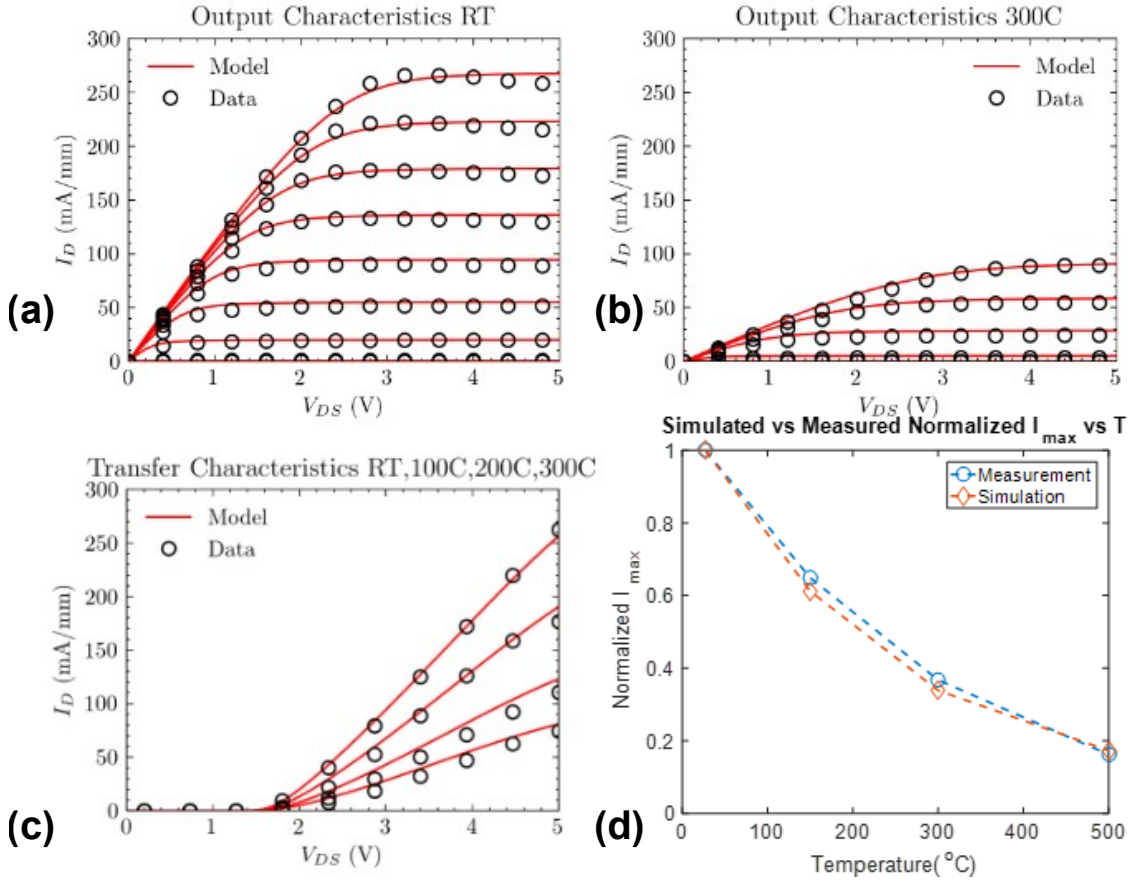 Output Characteristics RT
300
250
200
150
100
50
0
I_D (mA/mm)
Model
Data
0 1 2 3 4 5
V_DS (V)
(a)
Output Characteristics 300C
300
250
200
150
100
50
0
I_D (mA/mm)
Model
Data
0 1 2 3 4 5
V_DS (V)
(b)
Transfer Characteristics RT,100C,200C,300C
300
250
200
150
100
50
0
I_D (mA/mm)
Model
Data
0 1 2 3 4 5
V_DS (V)
(c)
Simulated vs Measured Normalized I_max vs T
1
0.8
0.6
0.4
0.2
0
Normalized I_max
Measurement
Simulation
0 100 200 300 400 500
Temperature(°C)
(d)